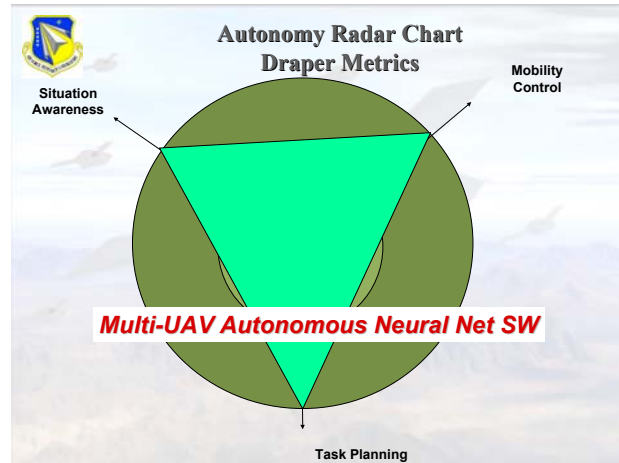 Autonomy Radar Chart
Draper Metrics
Situation
Awareness
Mobility
Control
Multi-UAV Autonomous Neural Net SW
Task Planning